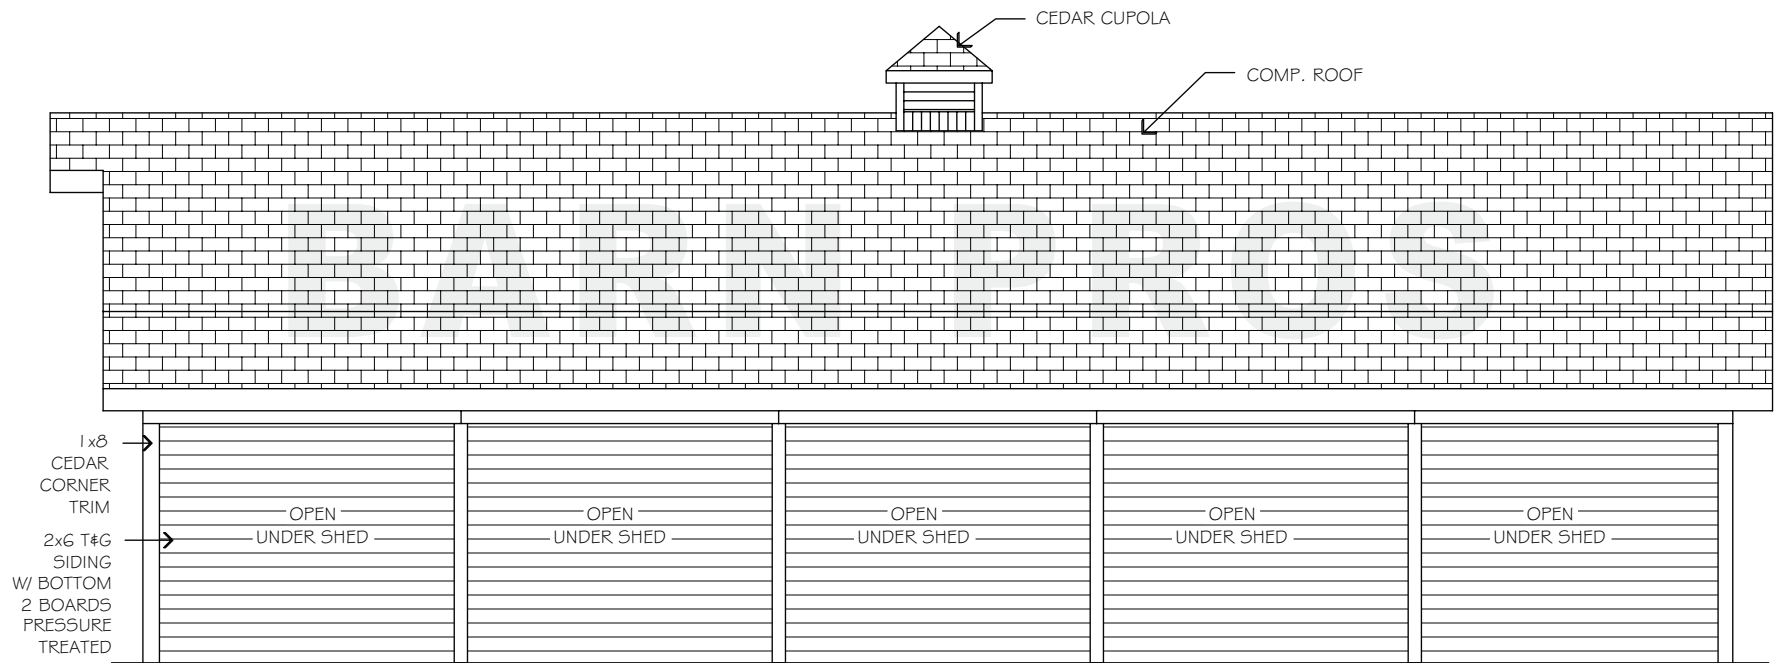 CEDAR CUPOLA
COMP. ROOF
BARN PROS
1x8
CEDAR
CORNER
TRIM
2x6 T&G
SIDING
W/ BOTTOM
2 BOARDS
PRESSURE
TREATED
OPEN
UNDER SHED
OPEN
UNDER SHED
OPEN
UNDER SHED
OPEN
UNDER SHED
OPEN
UNDER SHED